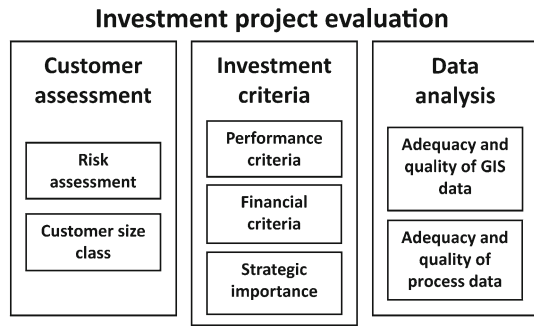 Investment project evaluation
Customer
assessment
Risk
assessment
Customer size
class
Investment
criteria
Performance
criteria
Financial
criteria
Strategic
importance
Data
analysis
Adequacy and
quality of GIS
data
Adequacy and
quality of
process data